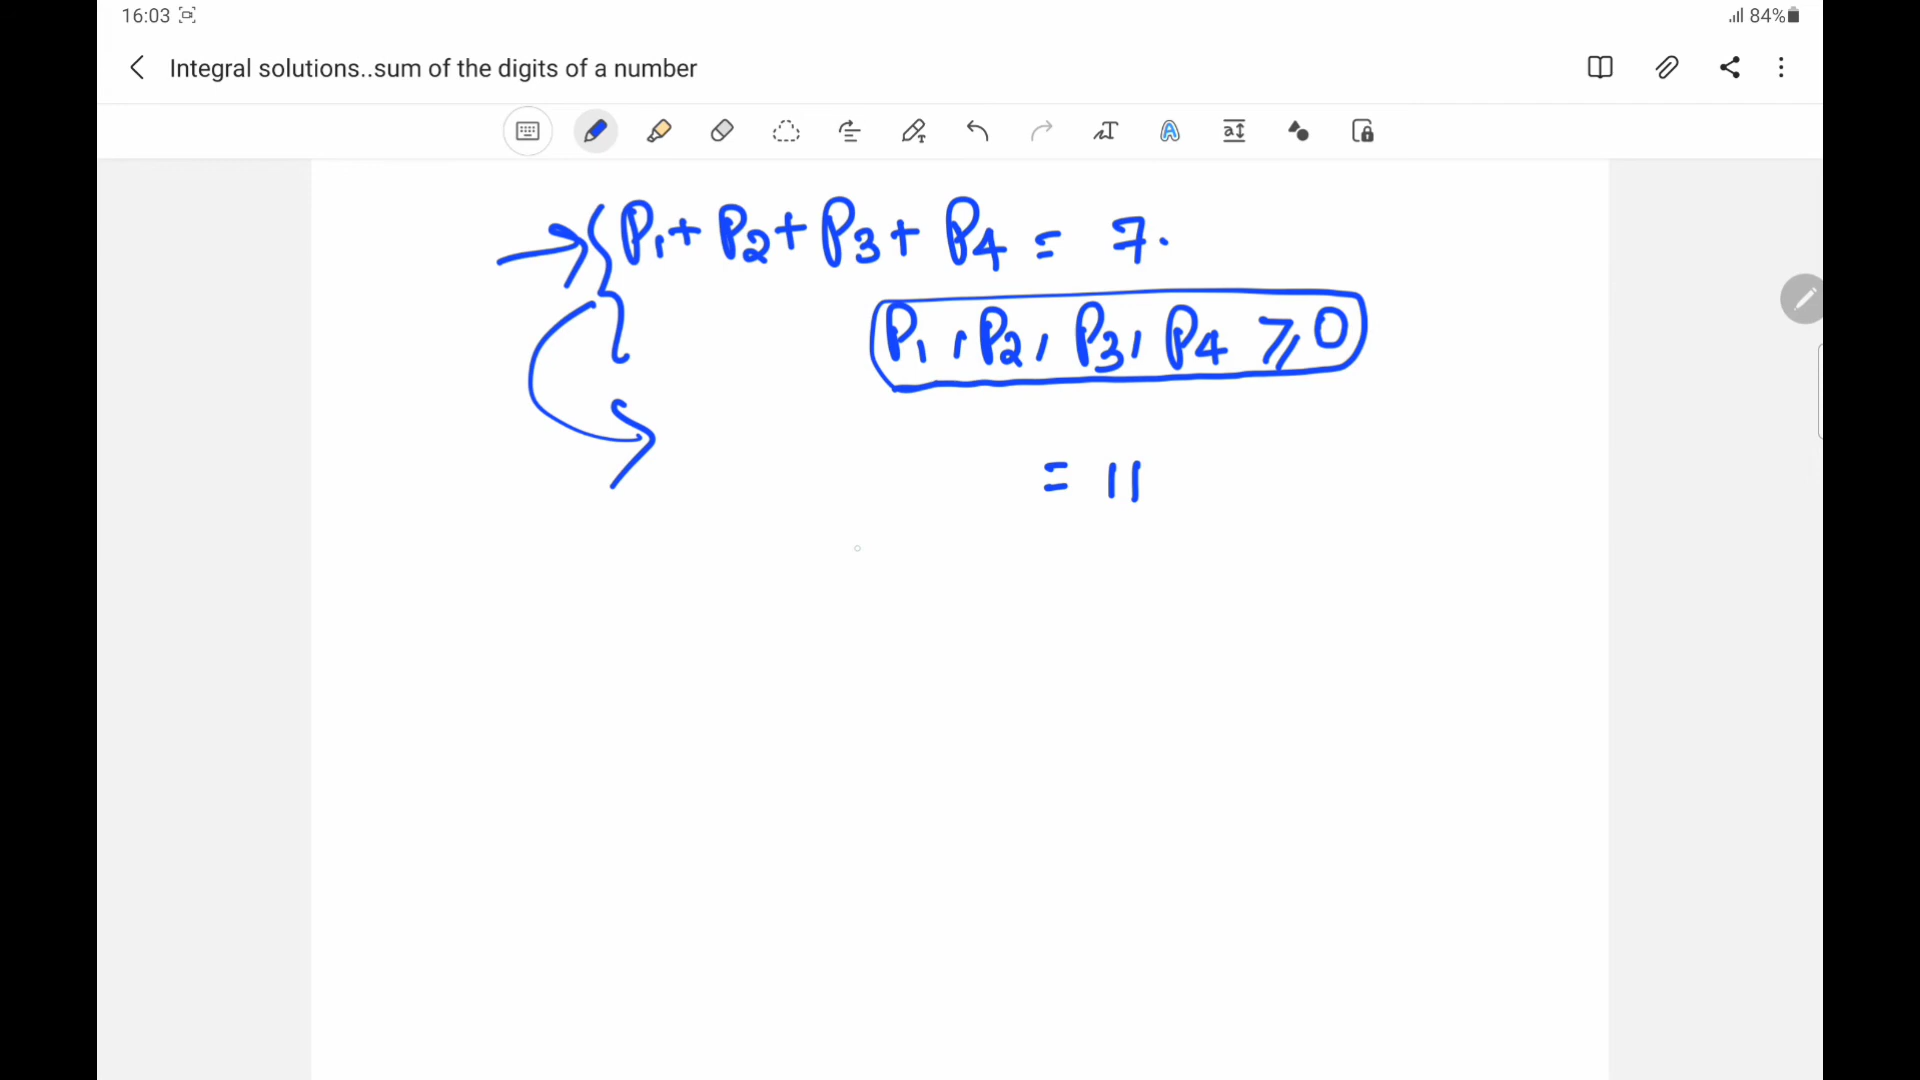 16:03
84%
Integral solutions..sum of the digits of a number
P₁ + P₂ + P₃ + P₄ = 7.
P₁, P₂, P₃, P₄ ⩾ 0
= 11